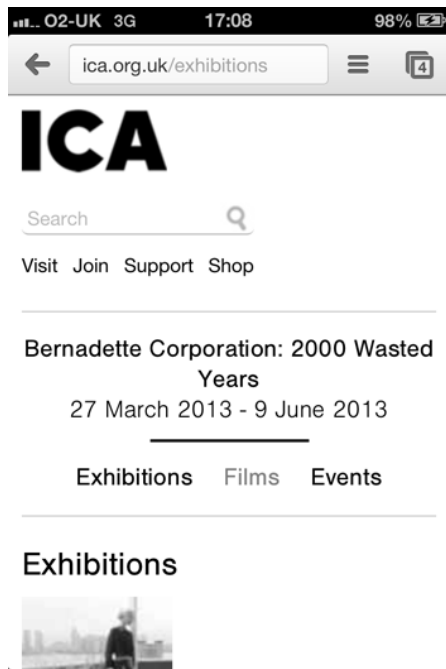 O2-UK 3G 17:08 98%
ica.org.uk/exhibitions 4
ICA
Search
Visit Join Support Shop
Bernadette Corporation: 2000 Wasted
Years
27 March 2013 - 9 June 2013
Exhibitions Films Events
Exhibitions